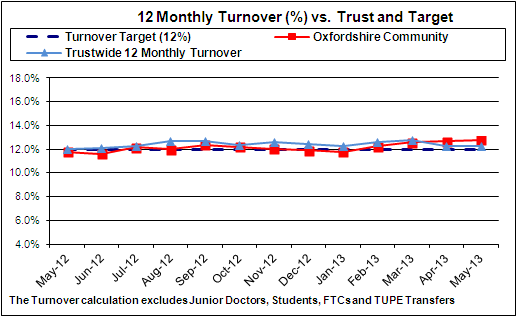 12 Monthly Turnover (%) vs. Trust and Target
Turnover Target (12%)
Oxfordshire Community
Trustwide 12 Monthly Turnover
18.0%
16.0%
14.0%
12.0%
10.0%
8.0%
6.0%
4.0%
May-12
Jun-12
Jul-12
Aug-12
Sep-12
Oct-12
Nov-12
Dec-12
Jan-13
Feb-13
Mar-13
Apr-13
May-13
The Turnover calculation excludes Junior Doctors, Students, FTCs and TUPE Transfers